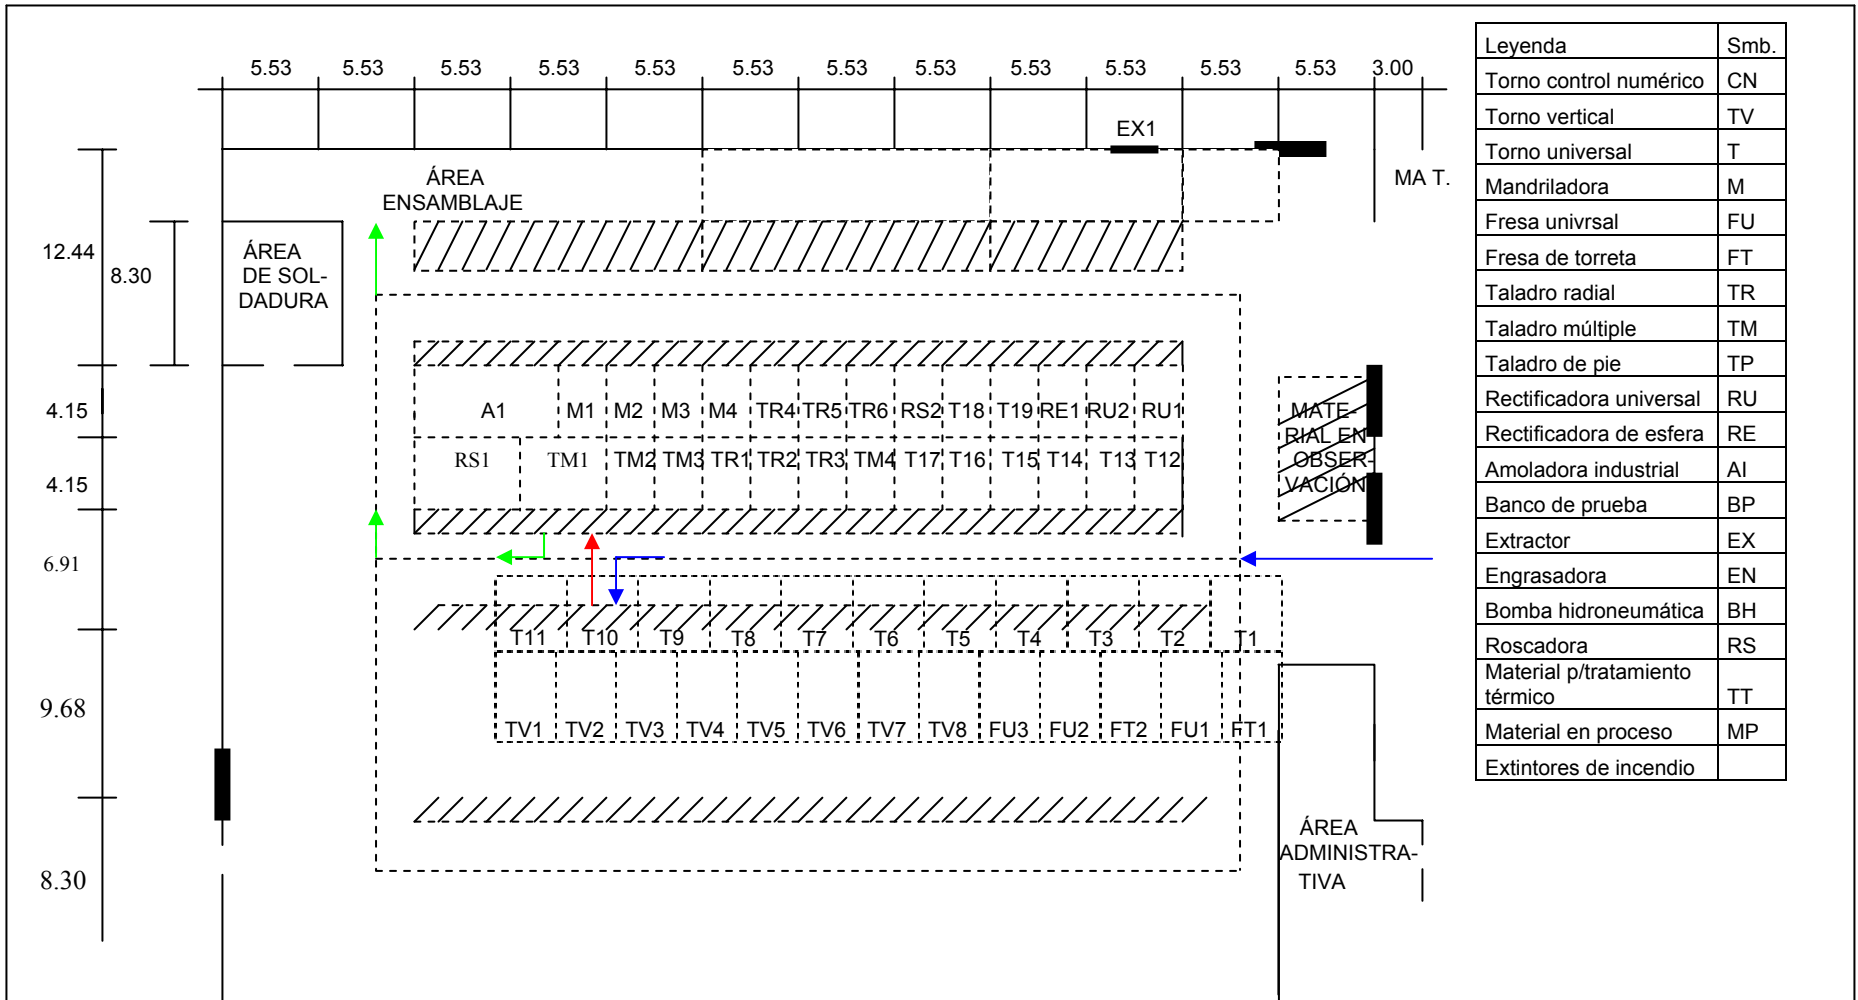 5.53 5.53 5.53 5.53 5.53 5.53 5.53 5.53 5.53 5.53 5.53 5.53 3.00
EX1
MA T.
ÁREA
ENSAMBLAJE
12.44
8.30
ÁREA
DE SOL-
DADURA
4.15
A1 M1 M2 M3 M4 TR4 TR5 TR6 RS2 T18 T19 RE1 RU2 RU1
4.15
RS1 TM1 TM2 TM3 TR1 TR2 TR3 TM4 T17 T16 T15 T14 T13 T12
MATE-
RIAL EN
OBSER-
VACIÓN
6.91
T11 T10 T9 T8 T7 T6 T5 T4 T3 T2 T1
9.68
TV1 TV2 TV3 TV4 TV5 TV6 TV7 TV8 FU3 FU2 FT2 FU1 FT1
8.30
ÁREA
ADMINISTRA-
TIVA
Leyenda Smb.
Torno control numérico CN
Torno vertical TV
Torno universal T
Mandriladora M
Fresa univrsal FU
Fresa de torreta FT
Taladro radial TR
Taladro múltiple TM
Taladro de pie TP
Rectificadora universal RU
Rectificadora de esfera RE
Amoladora industrial AI
Banco de prueba BP
Extractor EX
Engrasadora EN
Bomba hidroneumática BH
Roscadora RS
Material p/tratamiento
térmico TT
Material en proceso MP
Extintores de incendio